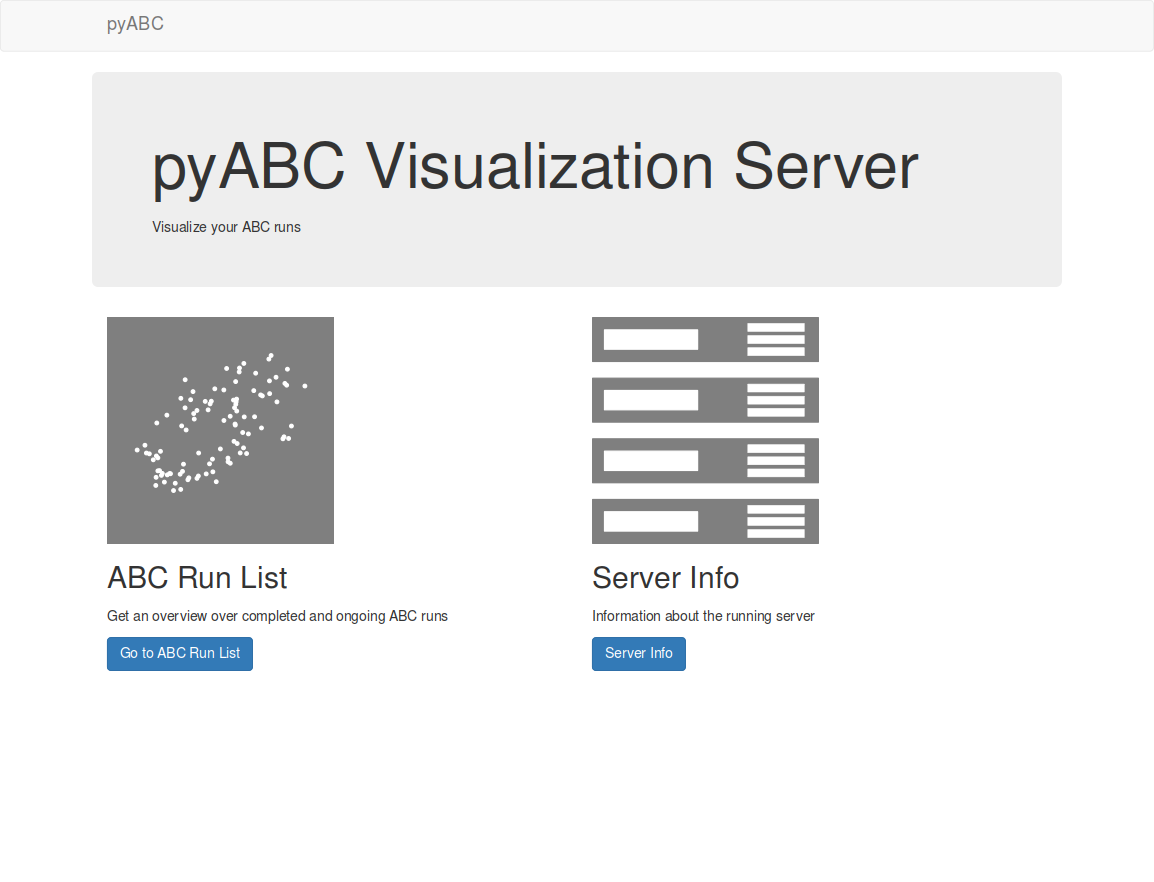 pyABC
pyABC Visualization Server
Visualize your ABC runs
ABC Run List
Get an overview over completed and ongoing ABC runs
Go to ABC Run List
Server Info
Information about the running server
Server Info